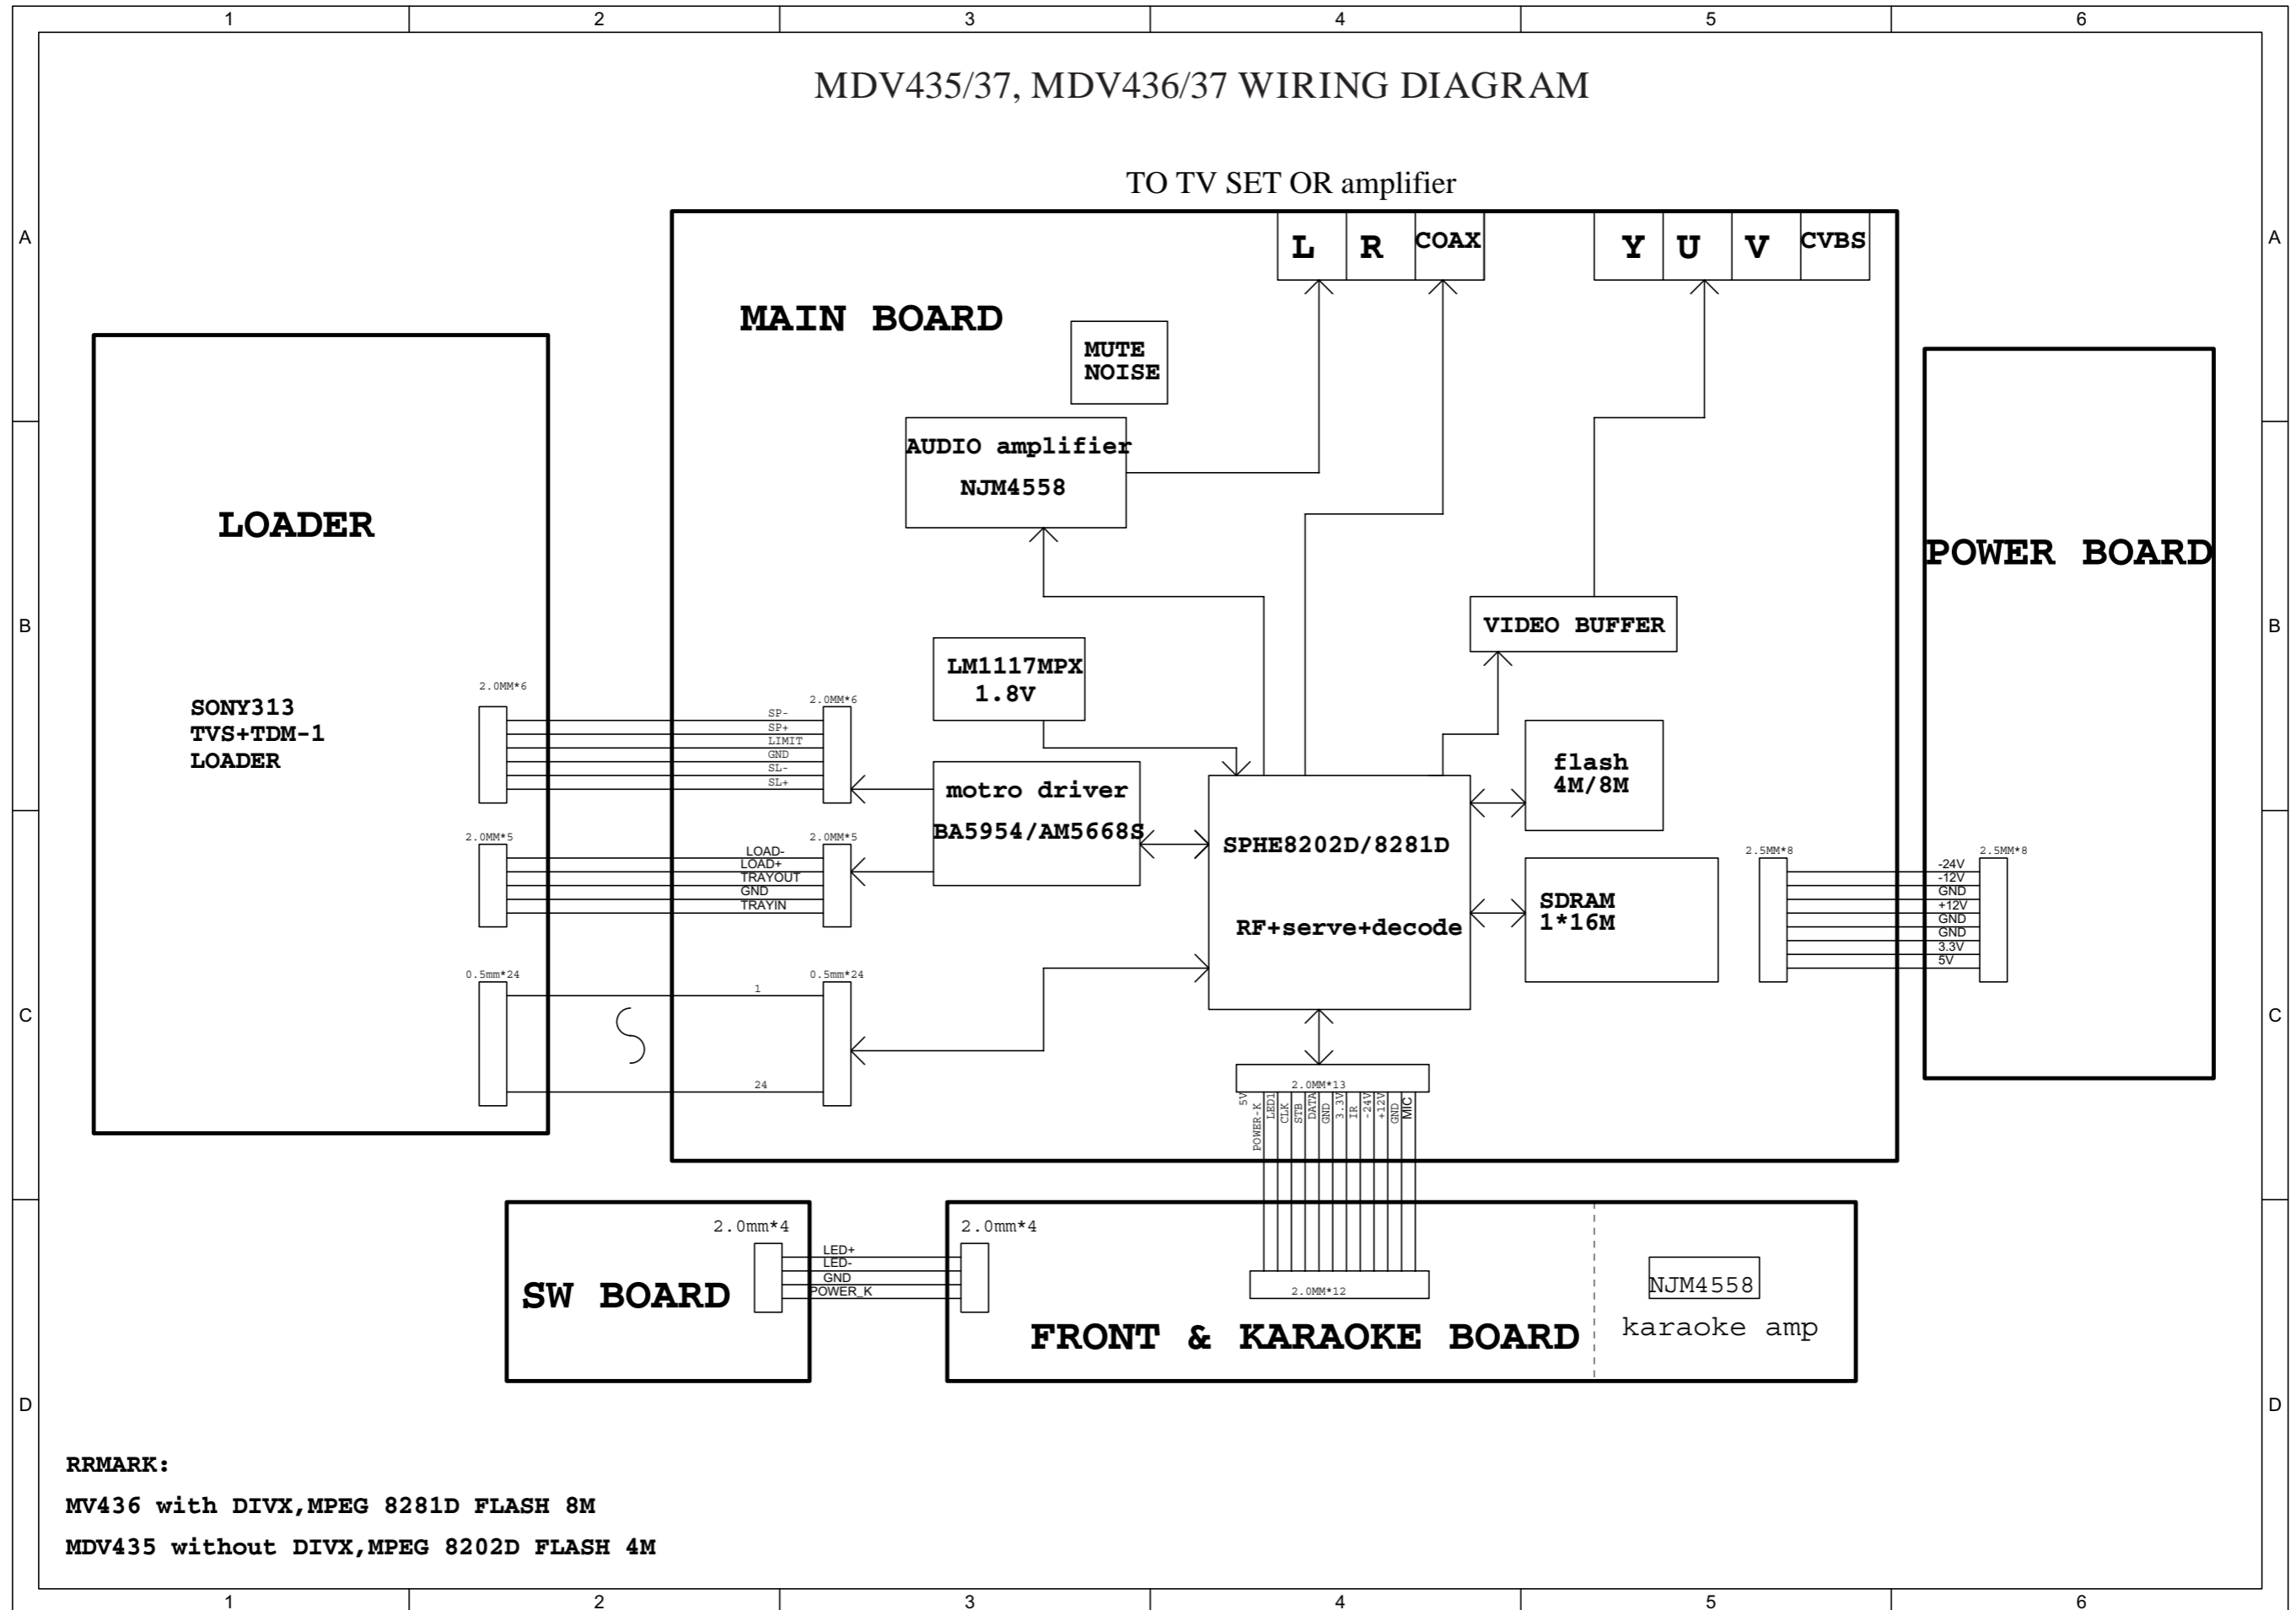 1 2 3 4 5 6
MDV435/37, MDV436/37 WIRING DIAGRAM
TO TV SET OR amplifier
A
A
L R COAX
Y U V CVBS
MAIN BOARD
MUTE
NOISE
AUDIO amplifier
NJM4558
LOADER
POWER BOARD
B
B
VIDEO BUFFER
LM1117MPX
1.8V
SONY313
TVS+TDM-1
LOADER
2.0MM*6
2.0MM*6
SP-
SP+
LIMIT
GND
SL-
SL+
motro driver
BA5954/AM5668S
flash
4M/8M
SPHE8202D/8281D
RF+serve+decode
SDRAM
1*16M
2.0MM*5
2.0MM*5
LOAD-
LOAD+
TRAYOUT
GND
TRAYIN
2.5MM*8
2.5MM*8
-24V
-12V
GND
+12V
GND
GND
3.3V
5V
0.5mm*24
0.5mm*24
1
24
C
C
2.0MM*13
5V
POWER-K
LED1
CLK
STB
DATA
GND
3.3V
IR
-24V
+12V
GND
MIC
2.0mm*4
2.0mm*4
LED+
LED-
GND
POWER_K
SW BOARD
2.0MM*12
FRONT & KARAOKE BOARD
NJM4558
karaoke amp
D
D
RRMARK:
MV436 with DIVX,MPEG 8281D FLASH 8M
MDV435 without DIVX,MPEG 8202D FLASH 4M
1 2 3 4 5 6